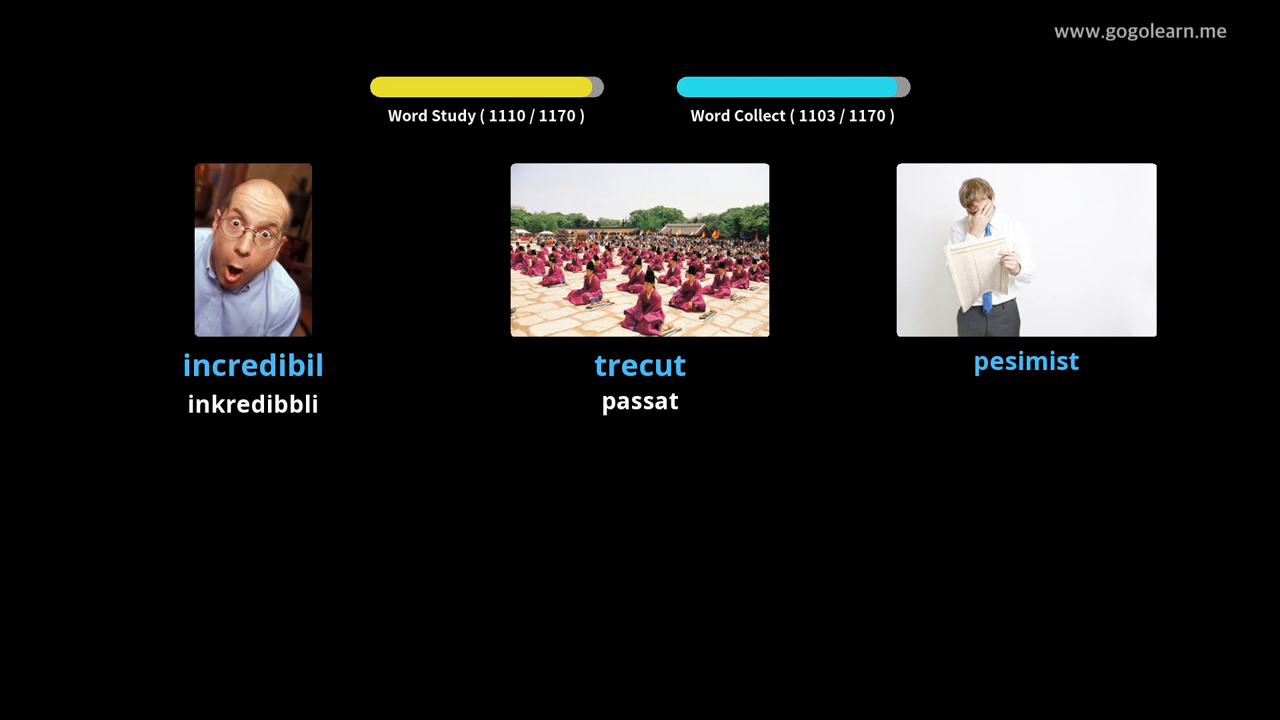 www.gogolearn.me
Word Study ( 1110 / 1170 )
Word Collect ( 1103 / 1170 )
incredibil
trecut
pesimist
inkredibbli
passat